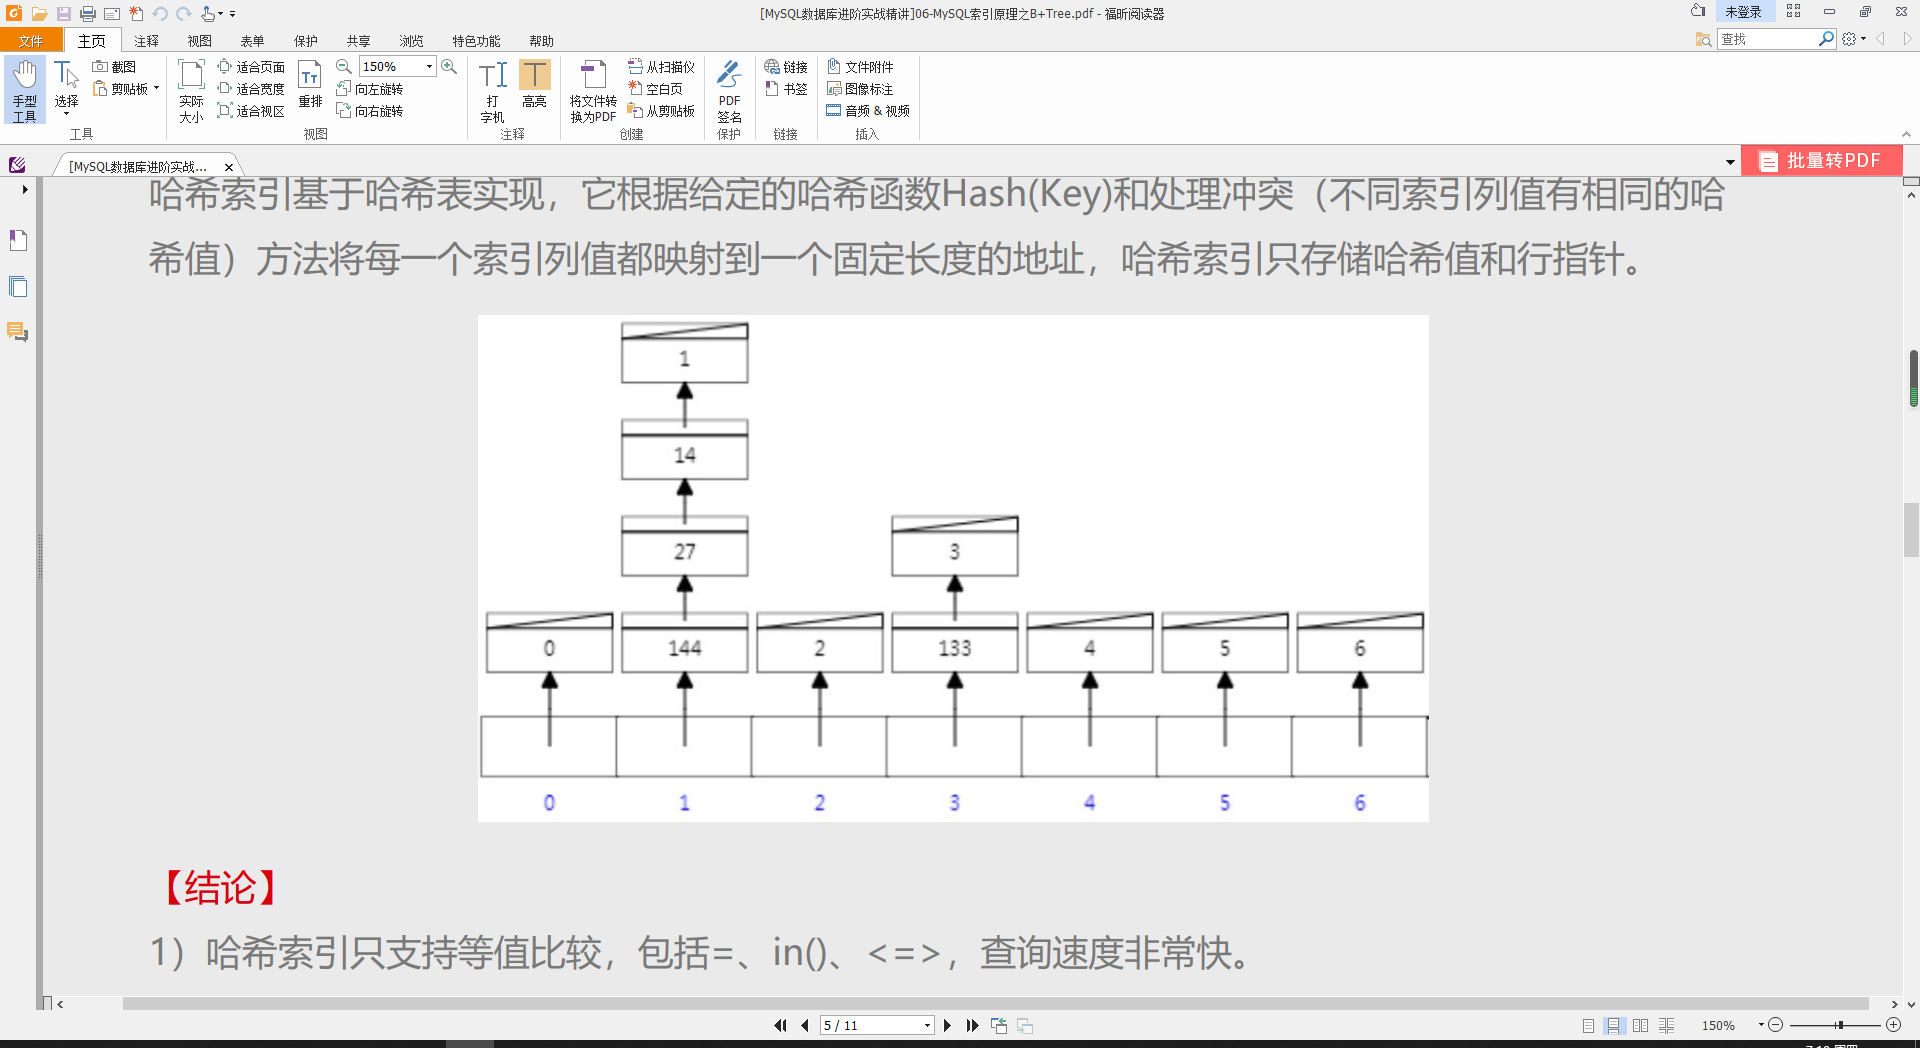 [MySQL数据库进阶实战精讲]06-MySQL索引原理之B+Tree.pdf - 福昕阅读器
未登录
文件 主页 注释 视图 表单 保护 共享 浏览 特色功能 帮助
查找
手型
工具
选择
截图
剪贴板
工具
实际
大小
适合页面
适合宽度
适合视区
重排
150%
向左旋转
向右旋转
视图
打
字机
高亮
注释
将文件转
换为PDF
从扫描仪
空白页
从剪贴板
创建
PDF
签名
保护
链接
书签
链接
文件附件
图像标注
音频 & 视频
插入
[MySQL数据库进阶实战...
批量转PDF
哈希索引基于哈希表实现，它根据给定的哈希函数Hash(Key)和处理冲突（不同索引列值有相同的哈
希值）方法将每一个索引列值都映射到一个固定长度的地址，哈希索引只存储哈希值和行指针。
1
14
27 3
0 144 2 133 4 5 6
0 1 2 3 4 5 6
【结论】
1）哈希索引只支持等值比较，包括=、in()、<=>，查询速度非常快。
5 / 11
150%